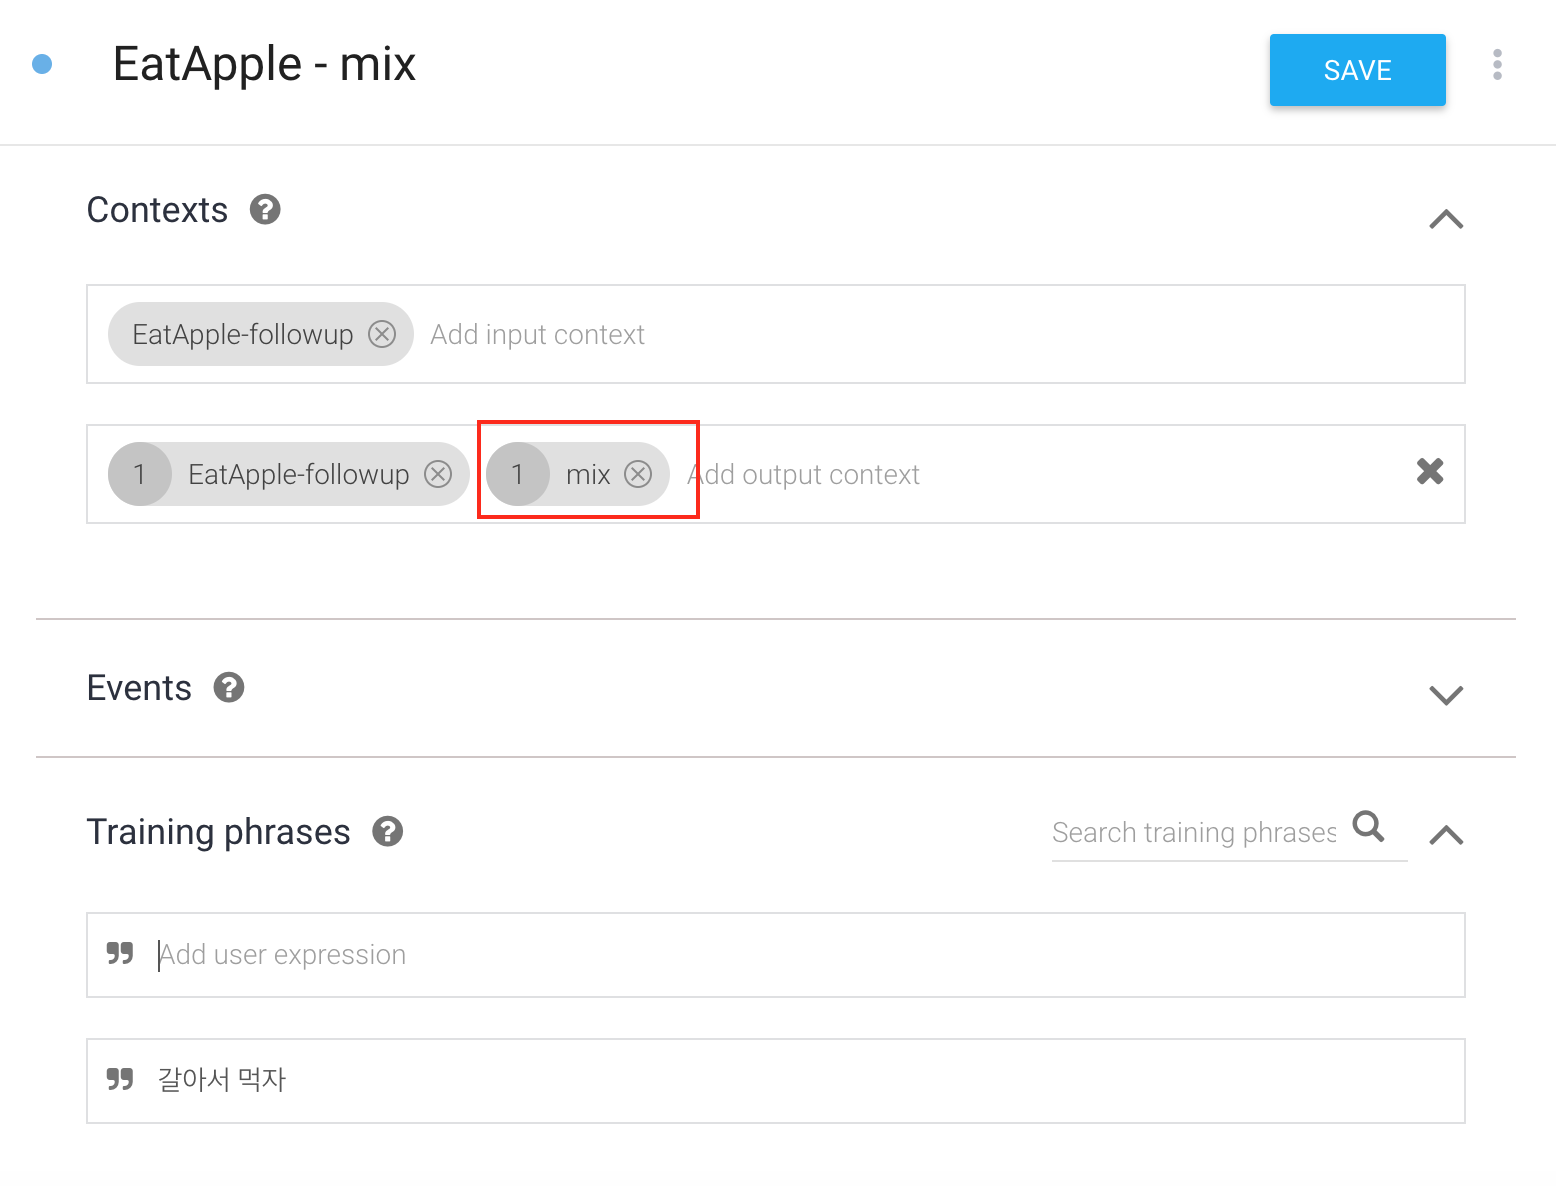 EatApple - mix
SAVE
Contexts
EatApple-followup Add input context
1 EatApple-followup 1 mix Add output context
Events
Training phrases
Search training phrases
Add user expression
갈아서 먹자